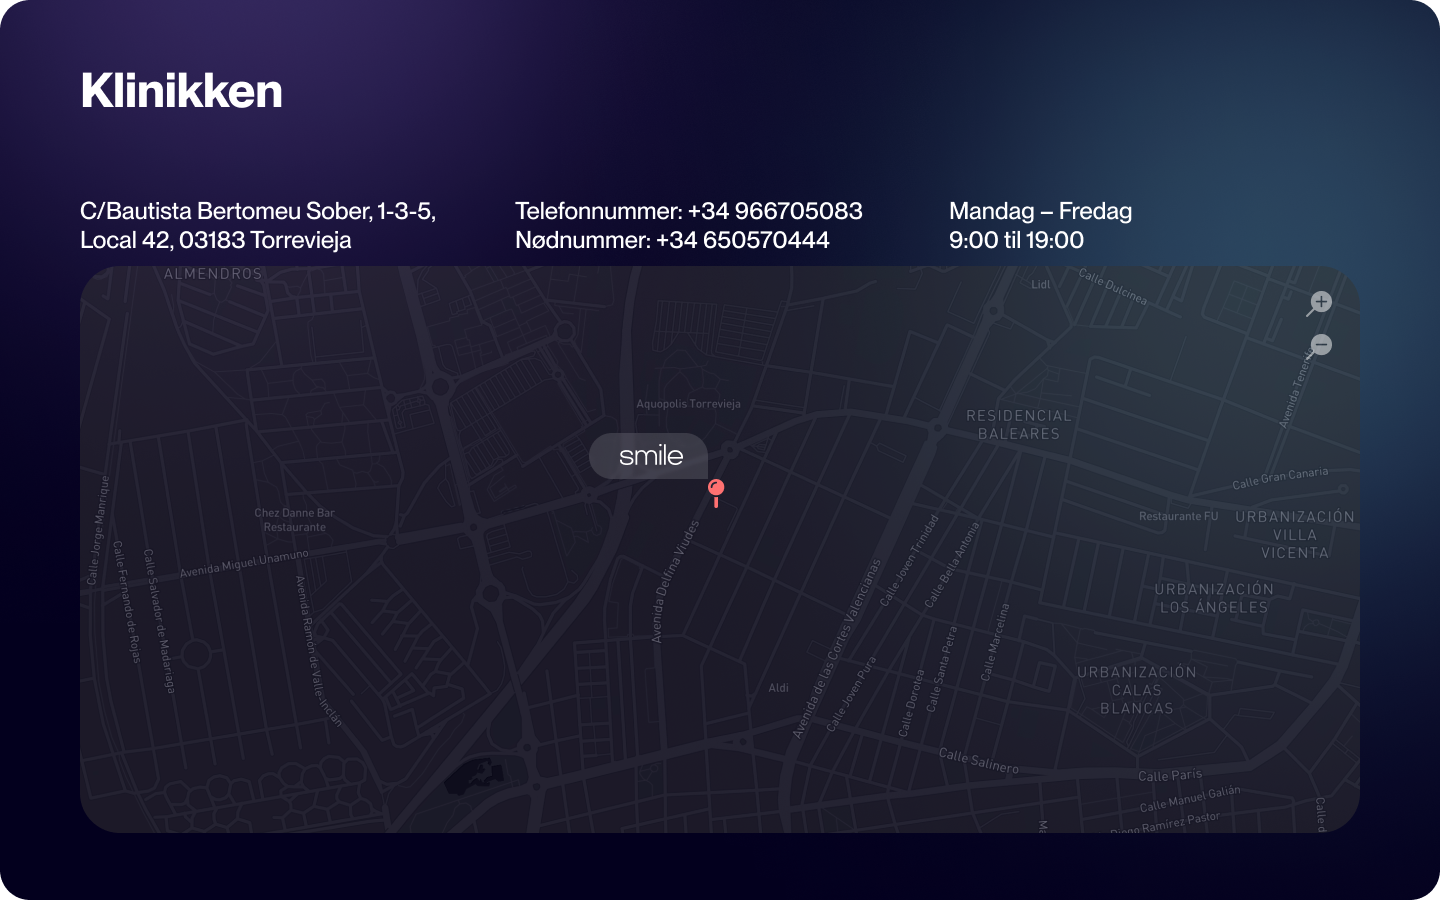 Klinikken
C/Bautista Bertomeu Sober, 1-3-5,
Local 42, 03183 Torrevieja
Telefonnummer: +34 966705083
Nødnummer: +34 650570444
Mandag – Fredag
9:00 til 19:00
ALMENDROS
Lidl
Calle Dulcinea
Avenida Tenerife
Aquopolis Torrevieja
RESIDENCIAL
BALEARES
smile
Calle Gran Canaria
Chez Danne Bar
Restaurante
Restaurante FU
URBANIZACIÓN
VILLA
VICENTA
Calle Jorge Manrique
Calle Fernando de Rojas
Calle Salvador de Madariaga
Avenida Miguel Unamuno
Avenida Ramón de Valle-Inclán
Avenida Delfina Viudes
Calle Joven Trinidad
Calle Bella Antonia
URBANIZACIÓN
LOS ÁNGELES
Avenida de las Cortes Valencianas
Calle Joven Pura
Calle Dorotea
Calle Santa Petra
Calle Marcelina
URBANIZACIÓN
CALAS
BLANCAS
Aldi
Calle Salinero
Calle París
Calle Manuel Galián
Diego Ramírez Pastor
Calle d